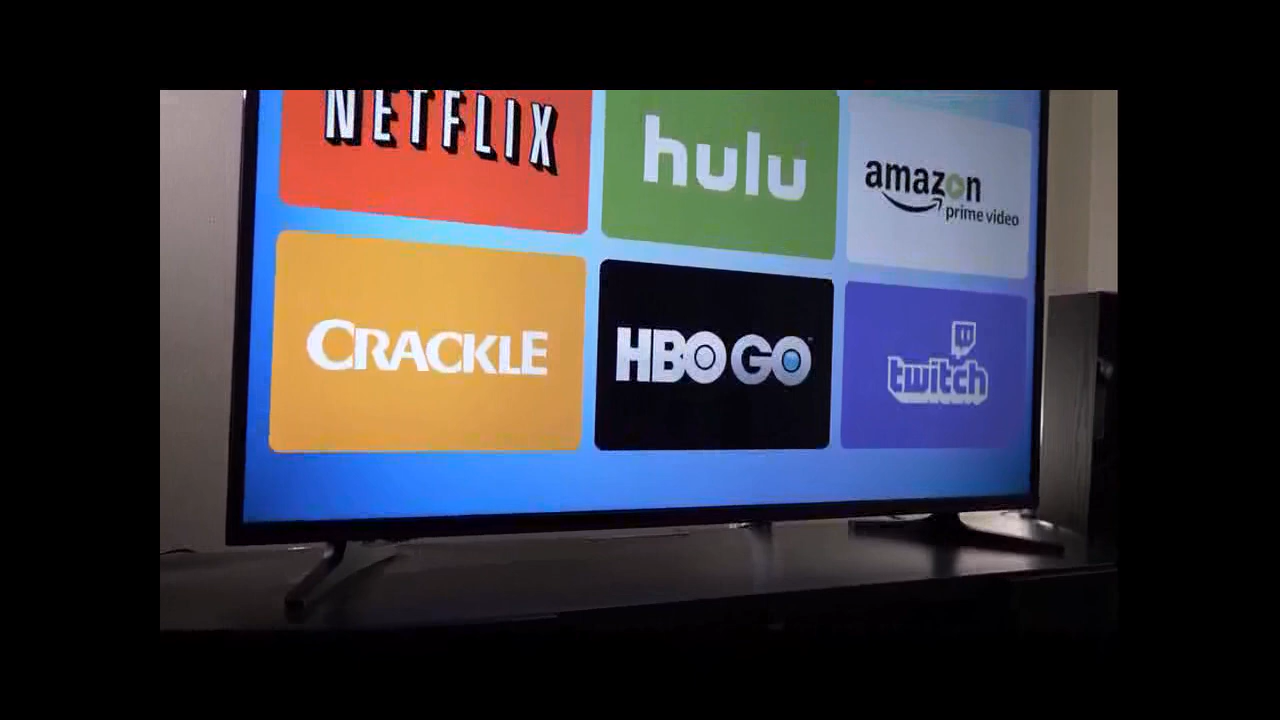 NETFLIX
hulu
amazon
prime video
CRACKLE
HBO GO
twitch